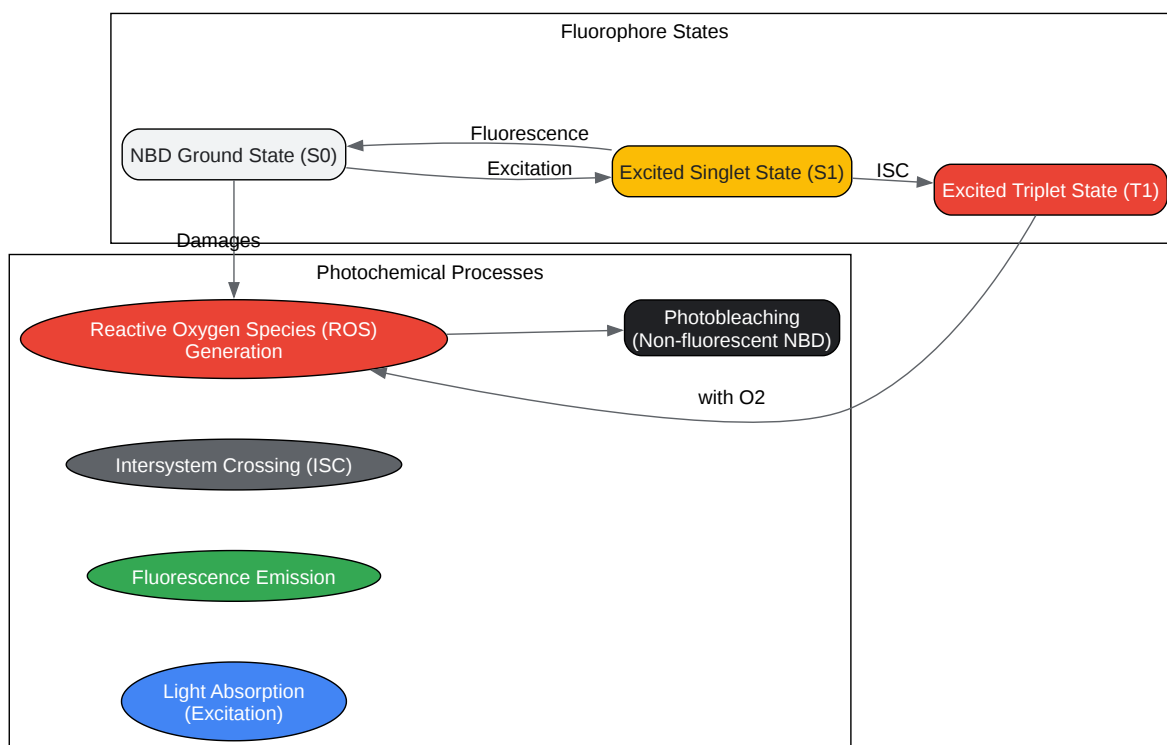 Fluorophore States
Fluorescence
NBD Ground State (S0)
Excitation
Excited Singlet State (S1)
ISC
Excited Triplet State (T1)
Damages
Photochemical Processes
Reactive Oxygen Species (ROS)
Generation
Photobleaching
(Non-fluorescent NBD)
with O2
Intersystem Crossing (ISC)
Fluorescence Emission
Light Absorption
(Excitation)